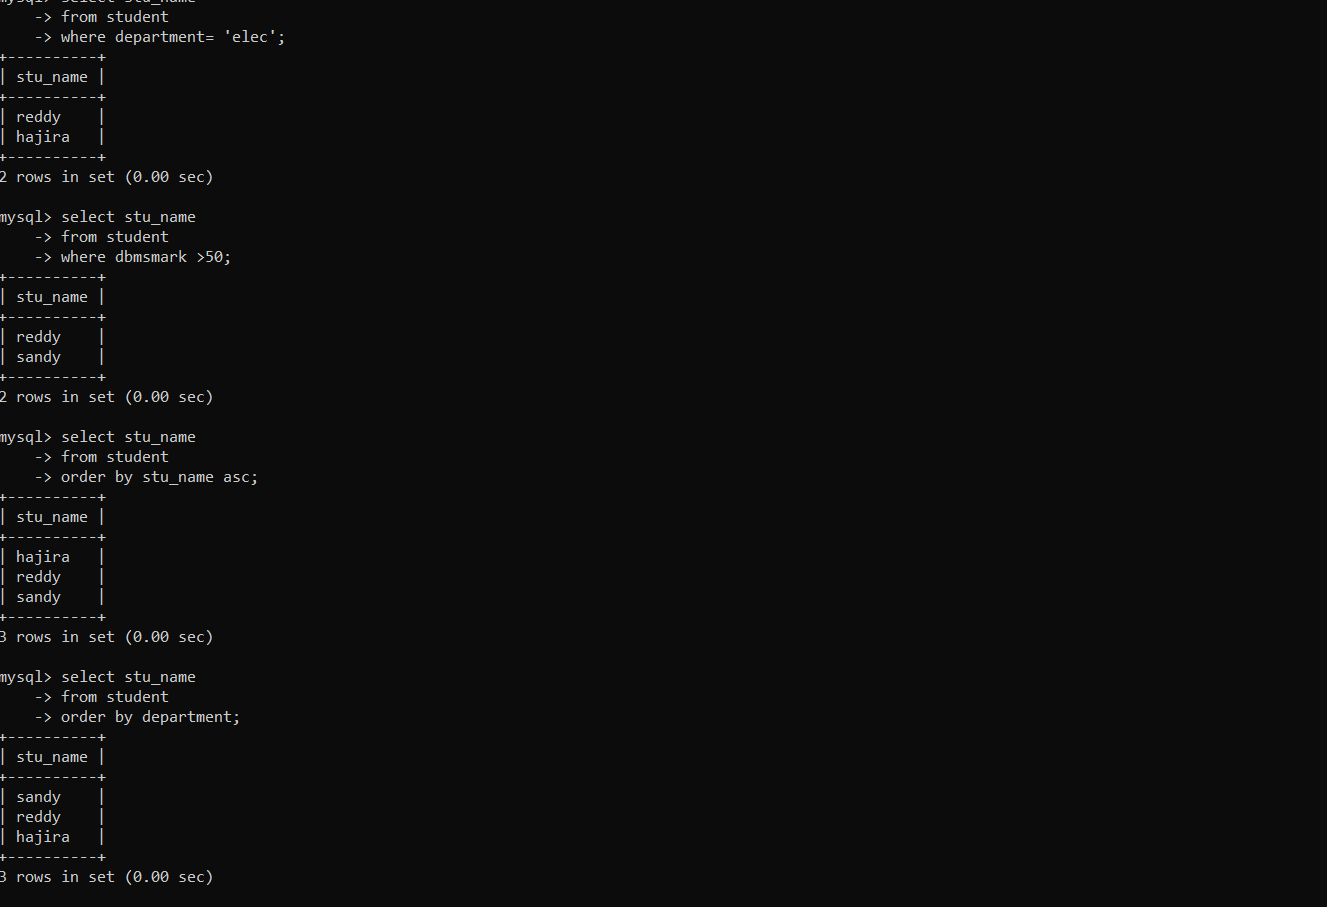 mysql> select stu_name
    -> from student
    -> where department= 'elec';
+----------+
| stu_name |
+----------+
| reddy    |
| hajira   |
+----------+
2 rows in set (0.00 sec)

mysql> select stu_name
    -> from student
    -> where dbmsmark >50;
+----------+
| stu_name |
+----------+
| reddy    |
| sandy    |
+----------+
2 rows in set (0.00 sec)

mysql> select stu_name
    -> from student
    -> order by stu_name asc;
+----------+
| stu_name |
+----------+
| hajira   |
| reddy    |
| sandy    |
+----------+
3 rows in set (0.00 sec)

mysql> select stu_name
    -> from student
    -> order by department;
+----------+
| stu_name |
+----------+
| sandy    |
| reddy    |
| hajira   |
+----------+
3 rows in set (0.00 sec)